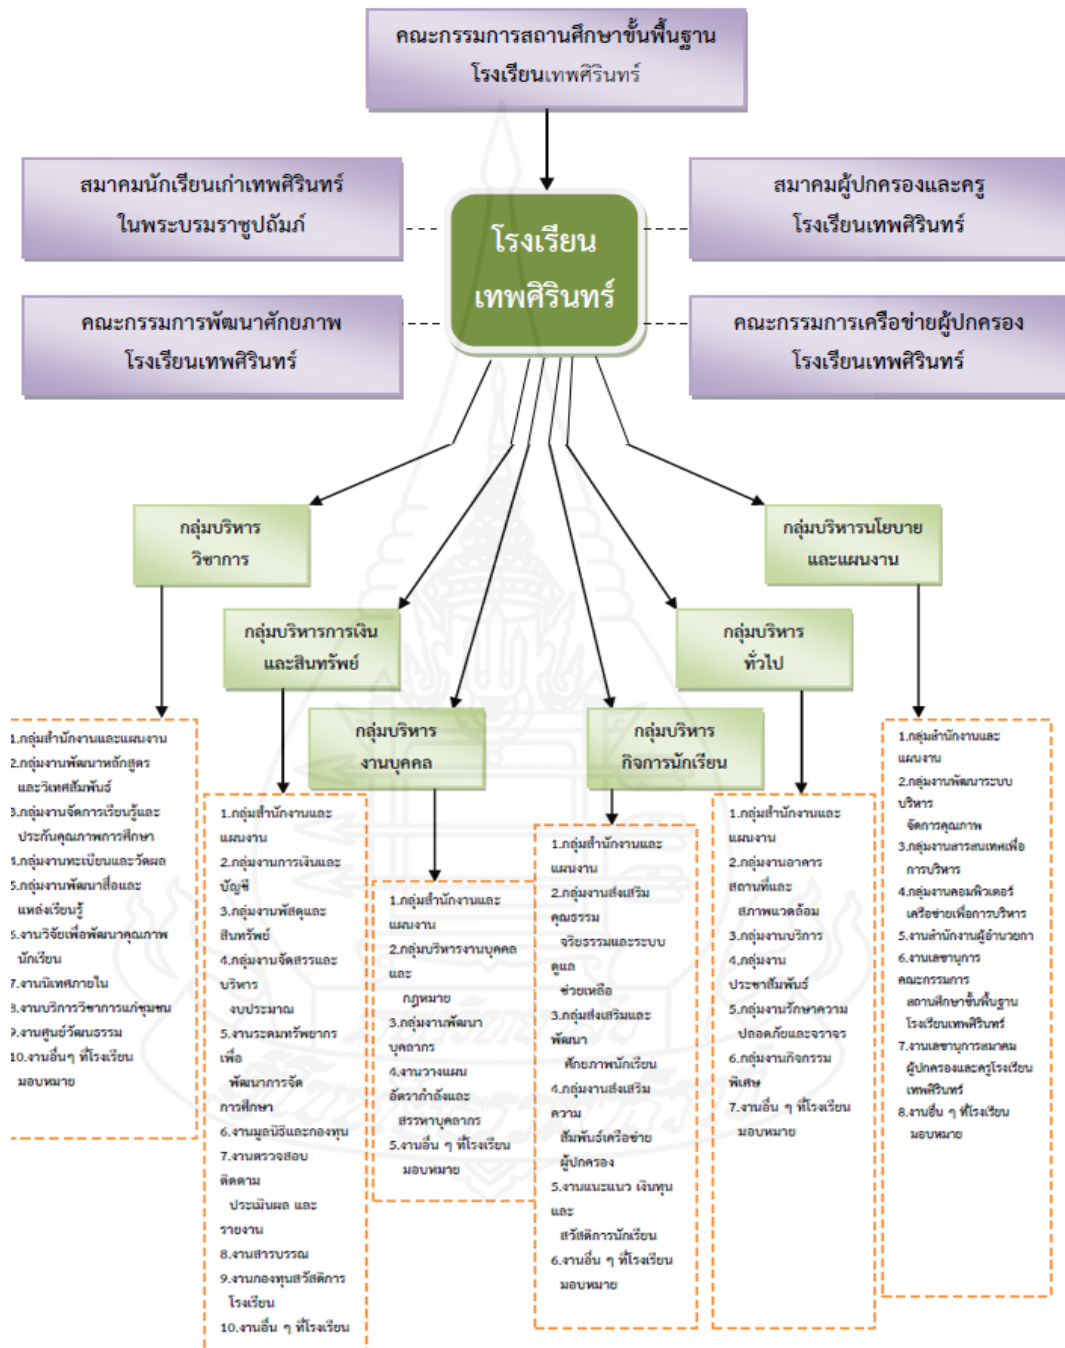 คณะกรรมการสถานศึกษาขั้นพื้นฐาน
โรงเรียนเทพศิรินทร์
สมาคมนักเรียนเก่าเทพศิรินทร์
ในพระบรมราชูปถัมภ์
สมาคมผู้ปกครองและครู
โรงเรียนเทพศิรินทร์
โรงเรียน
เทพศิรินทร์
คณะกรรมการพัฒนาศักยภาพ
โรงเรียนเทพศิรินทร์
คณะกรรมการเครือข่ายผู้ปกครอง
โรงเรียนเทพศิรินทร์
กลุ่มบริหาร
วิชาการ
กลุ่มบริหารนโยบาย
และแผนงาน
กลุ่มบริหารการเงิน
และสินทรัพย์
กลุ่มบริหาร
ทั่วไป
กลุ่มบริหาร
งานบุคคล
กลุ่มบริหาร
กิจการนักเรียน
1.กลุ่มสำนักงานและแผนงาน
2.กลุ่มงานพัฒนาหลักสูตร
และวิเทศสัมพันธ์
3.กลุ่มงานจัดการเรียนรู้และ
ประกันคุณภาพการศึกษา
4.กลุ่มงานทะเบียนและวัดผล
5.กลุ่มงานพัฒนาสื่อและ
แหล่งเรียนรู้
6.งานวิจัยเพื่อพัฒนาคุณภาพ
นักเรียน
7.งานนิเทศภายใน
8.งานบริการวิชาการแก่ชุมชน
9.งานศูนย์วัฒนธรรม
10.งานอื่นๆ ที่โรงเรียน
มอบหมาย
1.กลุ่มสำนักงานและ
แผนงาน
2.กลุ่มงานการเงินและ
บัญชี
3.กลุ่มงานพัสดุและ
สินทรัพย์
4.กลุ่มงานจัดสรรและ
บริหาร
งบประมาณ
5.งานระดมทรัพยากร
เพื่อ
พัฒนาการจัด
การศึกษา
6.งานมูลนิธิและกองทุน
7.งานตรวจสอบ
ติดตาม
ประเมินผล และ
รายงาน
8.งานสารบรรณ
9.งานกองทุนสวัสดิการ
โรงเรียน
10.งานอื่น ๆ ที่โรงเรียน
1.กลุ่มสำนักงานและ
แผนงาน
2.กลุ่มบริหารงานบุคคล
และ
กฎหมาย
3.กลุ่มงานพัฒนา
บุคลากร
4.งานวางแผน
อัตรากำลังและ
สรรหาบุคลากร
5.งานอื่น ๆ ที่โรงเรียน
มอบหมาย
1.กลุ่มสำนักงานและ
แผนงาน
2.กลุ่มงานส่งเสริม
คุณธรรม
จริยธรรมและระบบ
ดูแล
ช่วยเหลือ
3.กลุ่มส่งเสริมและ
พัฒนา
ศักยภาพนักเรียน
4.กลุ่มงานส่งเสริม
ความ
สัมพันธ์เครือข่าย
ผู้ปกครอง
5.งานแนะแนว เงินทุน
และ
สวัสดิการนักเรียน
6.งานอื่น ๆ ที่โรงเรียน
มอบหมาย
1.กลุ่มสำนักงานและ
แผนงาน
2.กลุ่มงานอาคาร
สถานที่และ
สภาพแวดล้อม
3.กลุ่มงานบริการ
4.กลุ่มงาน
ประชาสัมพันธ์
5.กลุ่มงานรักษาความ
ปลอดภัยและจราจร
6.กลุ่มงานกิจกรรม
พิเศษ
7.งานอื่น ๆ ที่โรงเรียน
มอบหมาย
1.กลุ่มสำนักงานและ
แผนงาน
2.กลุ่มงานพัฒนาระบบ
บริหาร
จัดการคุณภาพ
3.กลุ่มงานสารสนเทศเพื่อ
การบริหาร
4.กลุ่มงานคอมพิวเตอร์
เครือข่ายเพื่อการบริหาร
5.งานสำนักงานผู้อำนวยกา
6.งานเลขานุการ
คณะกรรมการ
สถานศึกษาขั้นพื้นฐาน
โรงเรียนเทพศิรินทร์
7.งานเลขานุการสมาคม
ผู้ปกครองและครูโรงเรียน
เทพศิรินทร์
8.งานอื่น ๆ ที่โรงเรียน
มอบหมาย